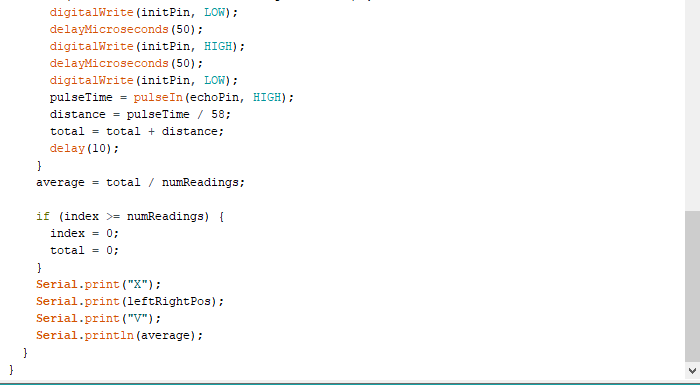 digitalWrite(initPin, LOW);
delayMicroseconds(50);
digitalWrite(initPin, HIGH);
delayMicroseconds(50);
digitalWrite(initPin, LOW);
pulseTime = pulseIn(echoPin, HIGH);
distance = pulseTime / 58;
total = total + distance;
delay(10);
}
average = total / numReadings;
if (index >= numReadings) {
index = 0;
total = 0;
}
Serial.print("X");
Serial.print(leftRightPos);
Serial.print("V");
Serial.println(average);
}
}